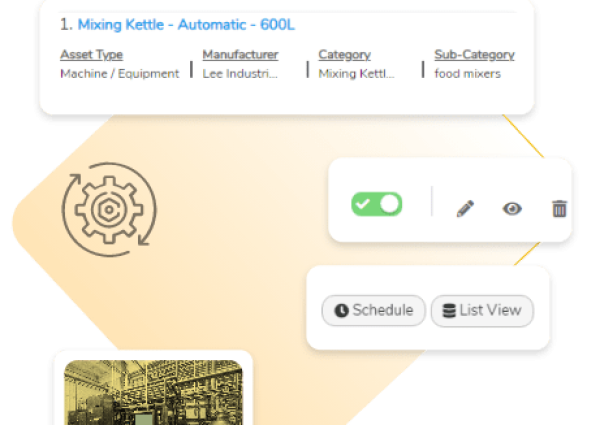 1. Mixing Kettle - Automatic - 600L
Asset Type Manufacturer Category Sub-Category
Machine / Equipment Lee Industri... Mixing Kettl... food mixers
Schedule List View